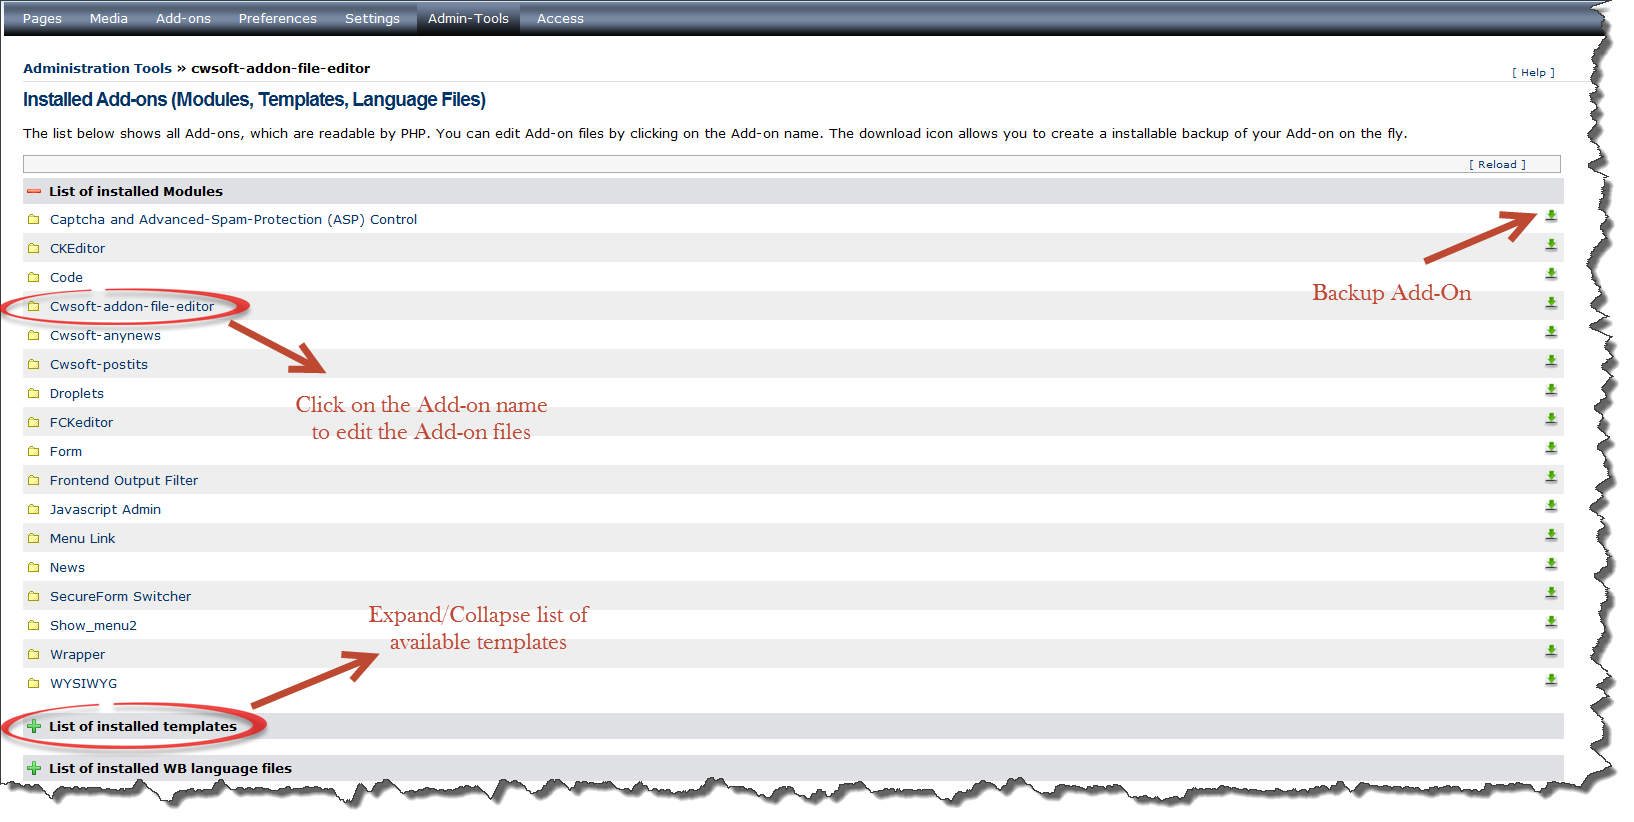 Pages Media Add-ons Preferences Settings Admin-Tools Access
Administration Tools » cwsoft-addon-file-editor
[ Help ]
Installed Add-ons (Modules, Templates, Language Files)
The list below shows all Add-ons, which are readable by PHP. You can edit Add-on files by clicking on the Add-on name. The download icon allows you to create a installable backup of your Add-on on the fly.
[ Reload ]
List of installed Modules
Captcha and Advanced-Spam-Protection (ASP) Control
CKEditor
Code
Backup Add-On
Cwsoft-addon-file-editor
Cwsoft-anynews
Cwsoft-postits
Droplets
Click on the Add-on name
to edit the Add-on files
FCKeditor
Form
Frontend Output Filter
Javascript Admin
Menu Link
News
SecureForm Switcher
Expand/Collapse list of
available templates
Show_menu2
Wrapper
WYSIWYG
List of installed templates
List of installed WB language files